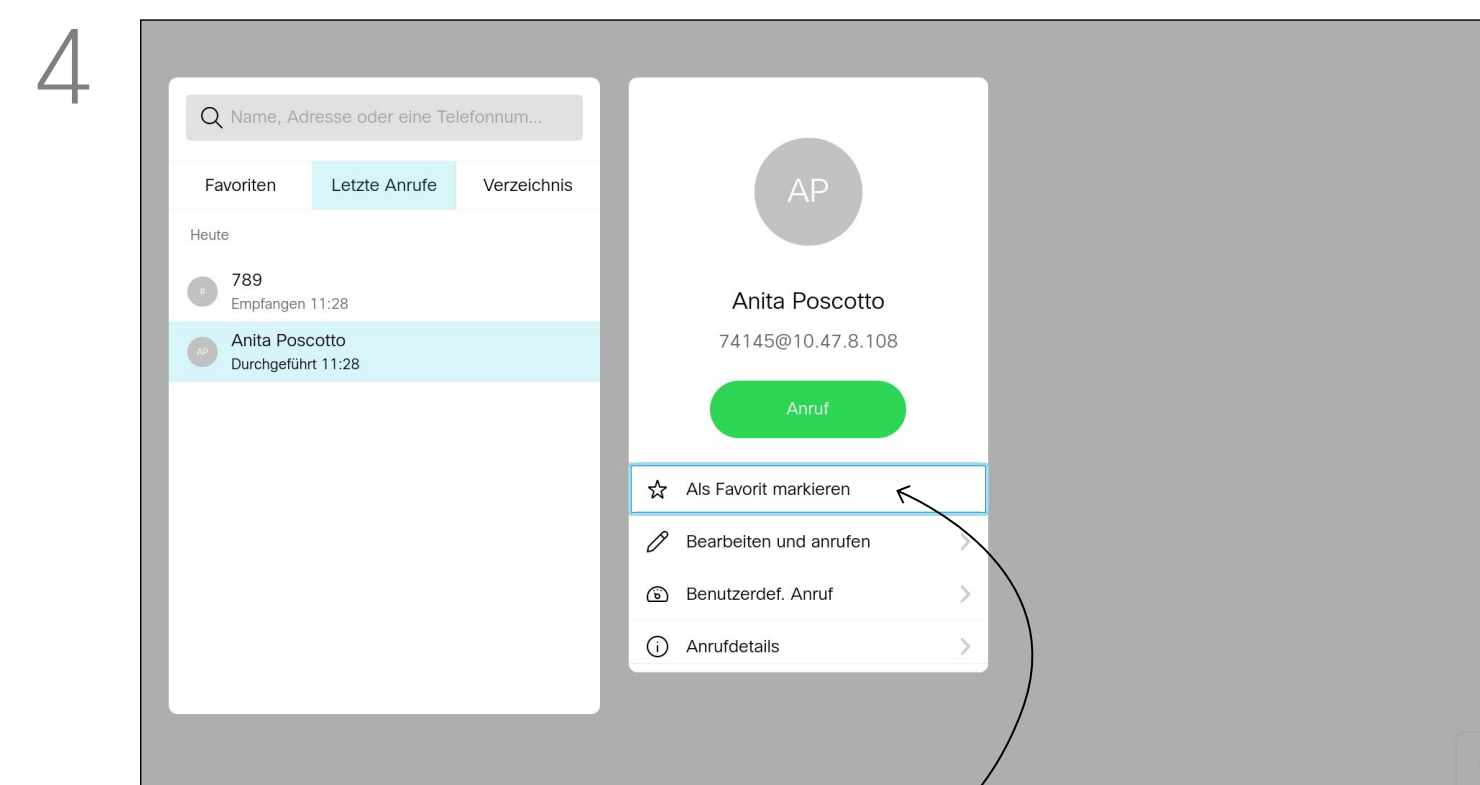 4
Name, Adresse oder eine Telefonnum...
Favoriten Letzte Anrufe Verzeichnis
Heute
#
789
Empfangen 11:28
AP
Anita Poscotto
Durchgeführt 11:28
AP
Anita Poscotto
74145@10.47.8.108
Anruf
Als Favorit markieren
Bearbeiten und anrufen
Benutzerdef. Anruf
Anrufdetails